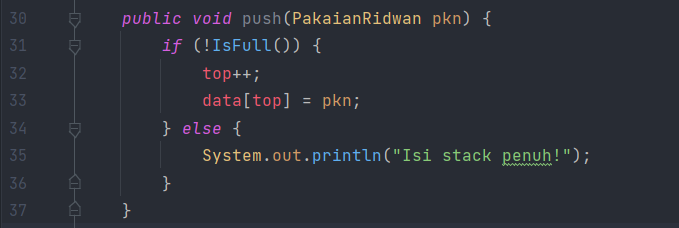 30 public void push(PakaianRidwan pkn) {
31 if (!IsFull()) {
32 top++;
33 data[top] = pkn;
34 } else {
35 System.out.println("Isi stack penuh!");
36 }
37 }